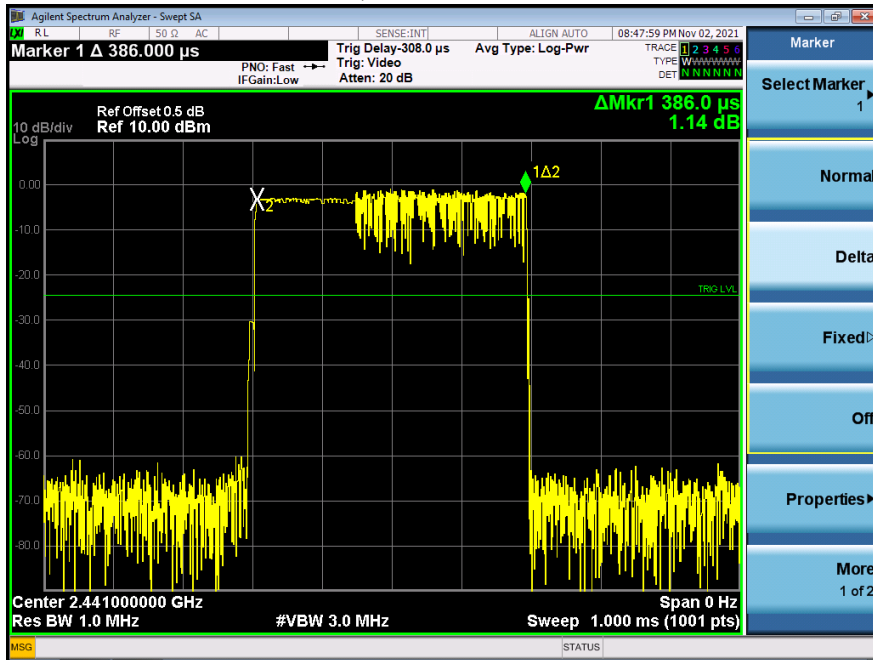 Agilent Spectrum Analyzer - Swept SA
LXI RL RF 50 Ω AC SENSE:INT ALIGN AUTO 08:47:59 PM Nov 02, 2021
Marker 1 Δ 386.000 µs
PNO: Fast
IFGain:Low
Trig Delay-308.0 µs
Trig: Video
Atten: 20 dB
Avg Type: Log-Pwr
TRACE 1 2 3 4 5 6
TYPE WWWWWW
DET N N N N N N
ΔMkr1 386.0 µs
1.14 dB
Ref Offset 0.5 dB
10 dB/div Ref 10.00 dBm
Log
1Δ2
0.00
X2
-10.0
-20.0
TRIG LVL
-30.0
-40.0
-50.0
-60.0
-70.0
-80.0
Center 2.441000000 GHz Span 0 Hz
Res BW 1.0 MHz #VBW 3.0 MHz Sweep 1.000 ms (1001 pts)
MSG STATUS
Marker
Select Marker
1
Normal
Delta
Fixed
Off
Properties
More
1 of 2